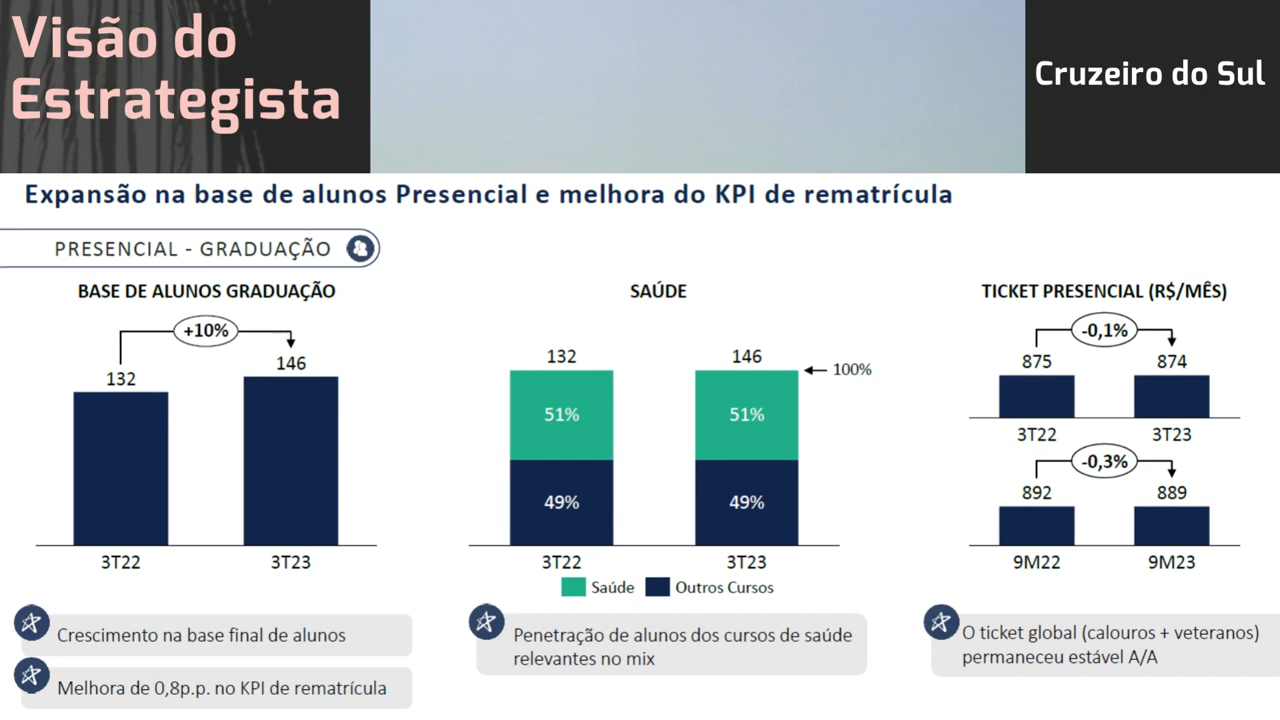 Visão do
Estrategista
Cruzeiro do Sul
Expansão na base de alunos Presencial e melhora do KPI de rematrícula
PRESENCIAL - GRADUAÇÃO
BASE DE ALUNOS GRADUAÇÃO
+10%
132
146
3T22
3T23
Crescimento na base final de alunos
Melhora de 0,8p.p. no KPI de rematrícula
SAÚDE
132
146
100%
51%
51%
49%
49%
3T22
3T23
Saúde
Outros Cursos
Penetração de alunos dos cursos de saúde
relevantes no mix
TICKET PRESENCIAL (R$/MÊS)
-0,1%
875
874
3T22
3T23
-0,3%
892
889
9M22
9M23
O ticket global (calouros + veteranos)
permaneceu estável A/A